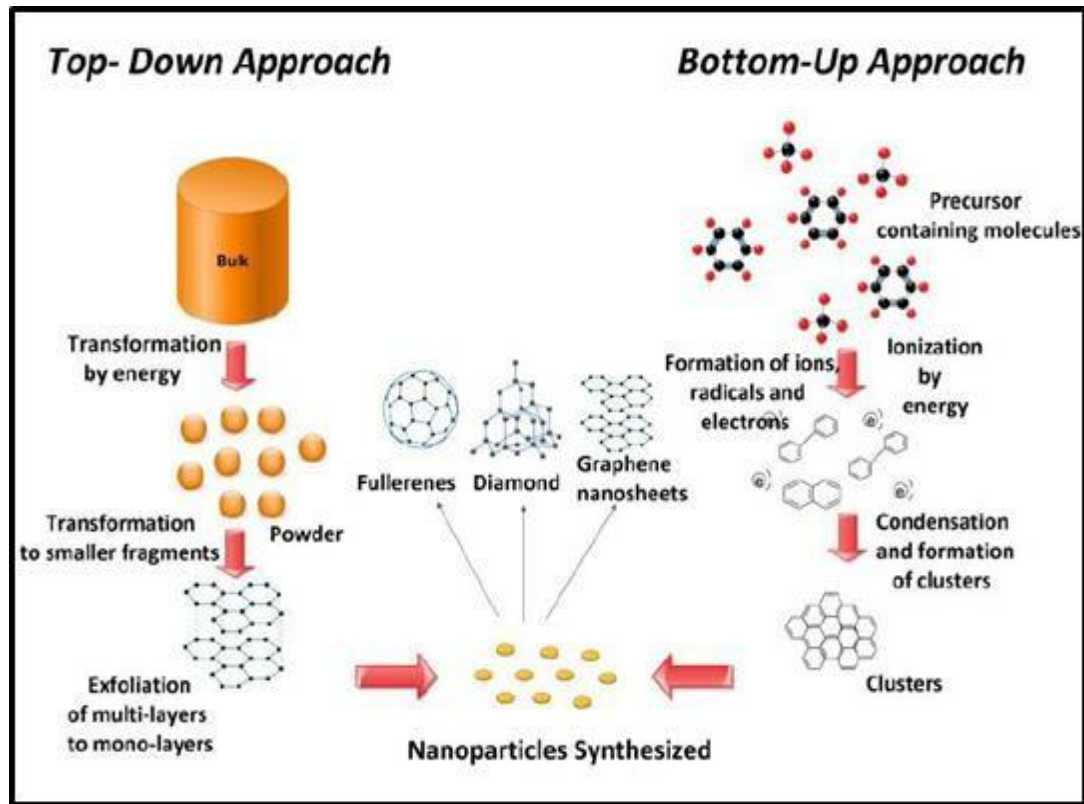 Top- Down Approach
Bottom-Up Approach
Bulk
Transformation
by energy
Powder
Transformation
to smaller fragments
Exfoliation
of multi-layers
to mono-layers
Fullerenes
Diamond
Graphene
nanosheets
Nanoparticles Synthesized
Precursor
containing molecules
Formation of ions,
radicals and
electrons
Ionization
by
energy
Condensation
and formation
of clusters
Clusters